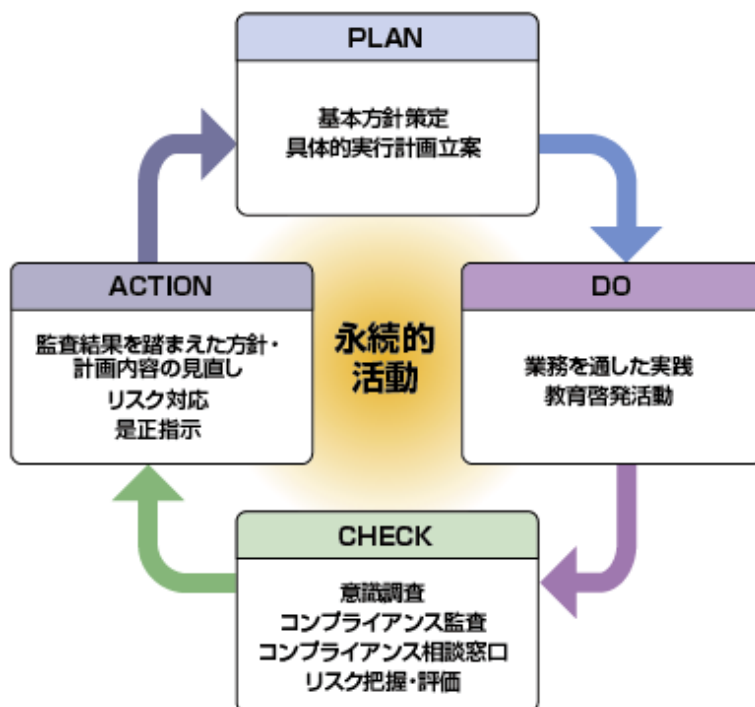 PLAN
基本方針策定
具体的実行計画立案
DO
業務を通した実践
教育啓発活動
CHECK
意識調査
コンプライアンス監査
コンプライアンス相談窓口
リスク把握・評価
ACTION
監査結果を踏まえた方針・
計画内容の見直し
リスク対応
是正指示
永続的
活動